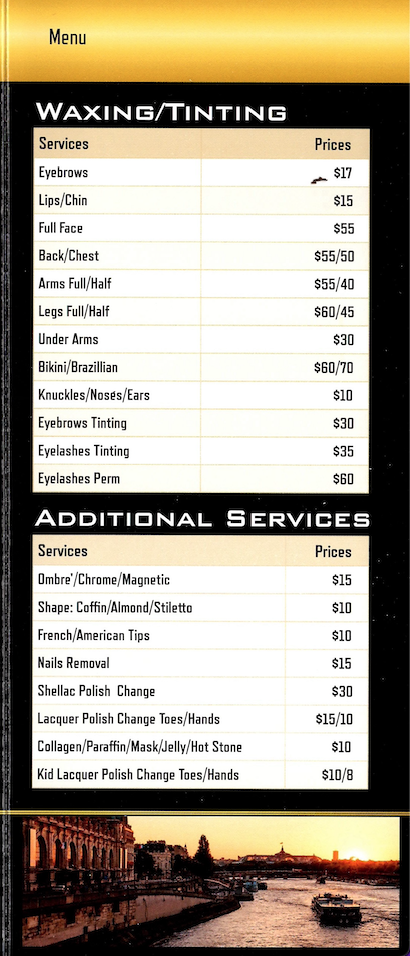 Menu
WAXING/TINTING
Services Prices
Eyebrows $17
Lips/Chin $15
Full Face $55
Back/Chest $55/50
Arms Full/Half $55/40
Legs Full/Half $60/45
Under Arms $30
Bikini/Brazillian $60/70
Knuckles/Noses/Ears $10
Eyebrows Tinting $30
Eyelashes Tinting $35
Eyelashes Perm $60
ADDITIONAL SERVICES
Services Prices
Ombre'/Chrome/Magnetic $15
Shape: Coffin/Almond/Stiletto $10
French/American Tips $10
Nails Removal $15
Shellac Polish Change $30
Lacquer Polish Change Toes/Hands $15/10
Collagen/Paraffin/Mask/Jelly/Hot Stone $10
Kid Lacquer Polish Change Toes/Hands $10/8